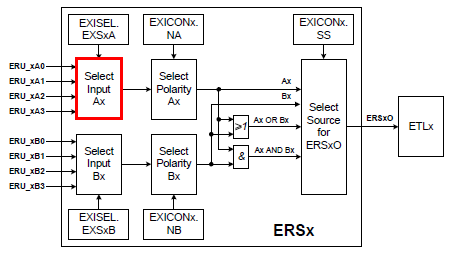 EXISEL.
EXSxA
EXICONx.
NA
EXICONx.
SS
ERU_xA0
ERU_xA1
ERU_xA2
ERU_xA3
Select
Input
Ax
Select
Polarity
Ax
Ax
Bx
≥1
Ax OR Bx
&
Ax AND Bx
Select
Source
for
ERSxO
ERSxO
ETLx
ERU_xB0
ERU_xB1
ERU_xB2
ERU_xB3
Select
Input
Bx
Select
Polarity
Bx
EXISEL.
EXSxB
EXICONx.
NB
ERSx